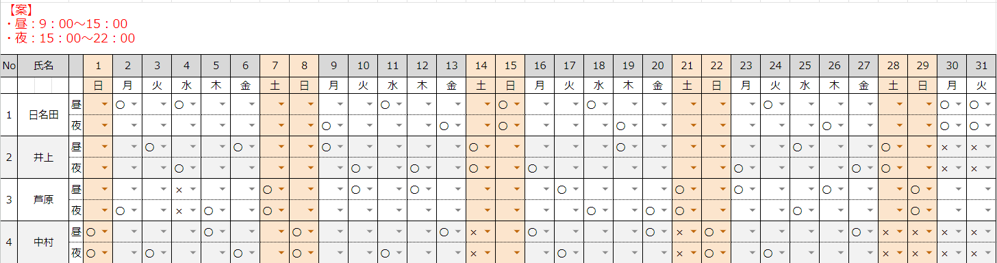 【案】
・昼：9：00～15：00
・夜：15：00～22：00
No 氏名 1 2 3 4 5 6 7 8 9 10 11 12 13 14 15 16 17 18 19 20 21 22 23 24 25 26 27 28 29 30 31
日 月 火 水 木 金 土 日 月 火 水 木 金 土 日 月 火 水 木 金 土 日 月 火 水 木 金 土 日 月 火
1 日名田 昼 ○ ○ ○ ○ ○ ○ ○ ○
夜 ○ ○ ○ ○ ○ ○ ○
2 井上 昼 ○ ○ ○ ○ ○ ○ ○ × ×
夜 ○ ○ ○ ○ ○ ○ ○ ○ × ×
3 芦原 昼 × ○ ○ ○ ○ ○ ○ ○ ○
夜 ○ × ○ ○ ○ ○ ○ ○ ○
4 中村 昼 ○ ○ ○ ○ × ○ ○ × ○ ○ × × × ×
夜 ○ ○ ○ ○ ○ × ○ × ○ ○ × × × ×